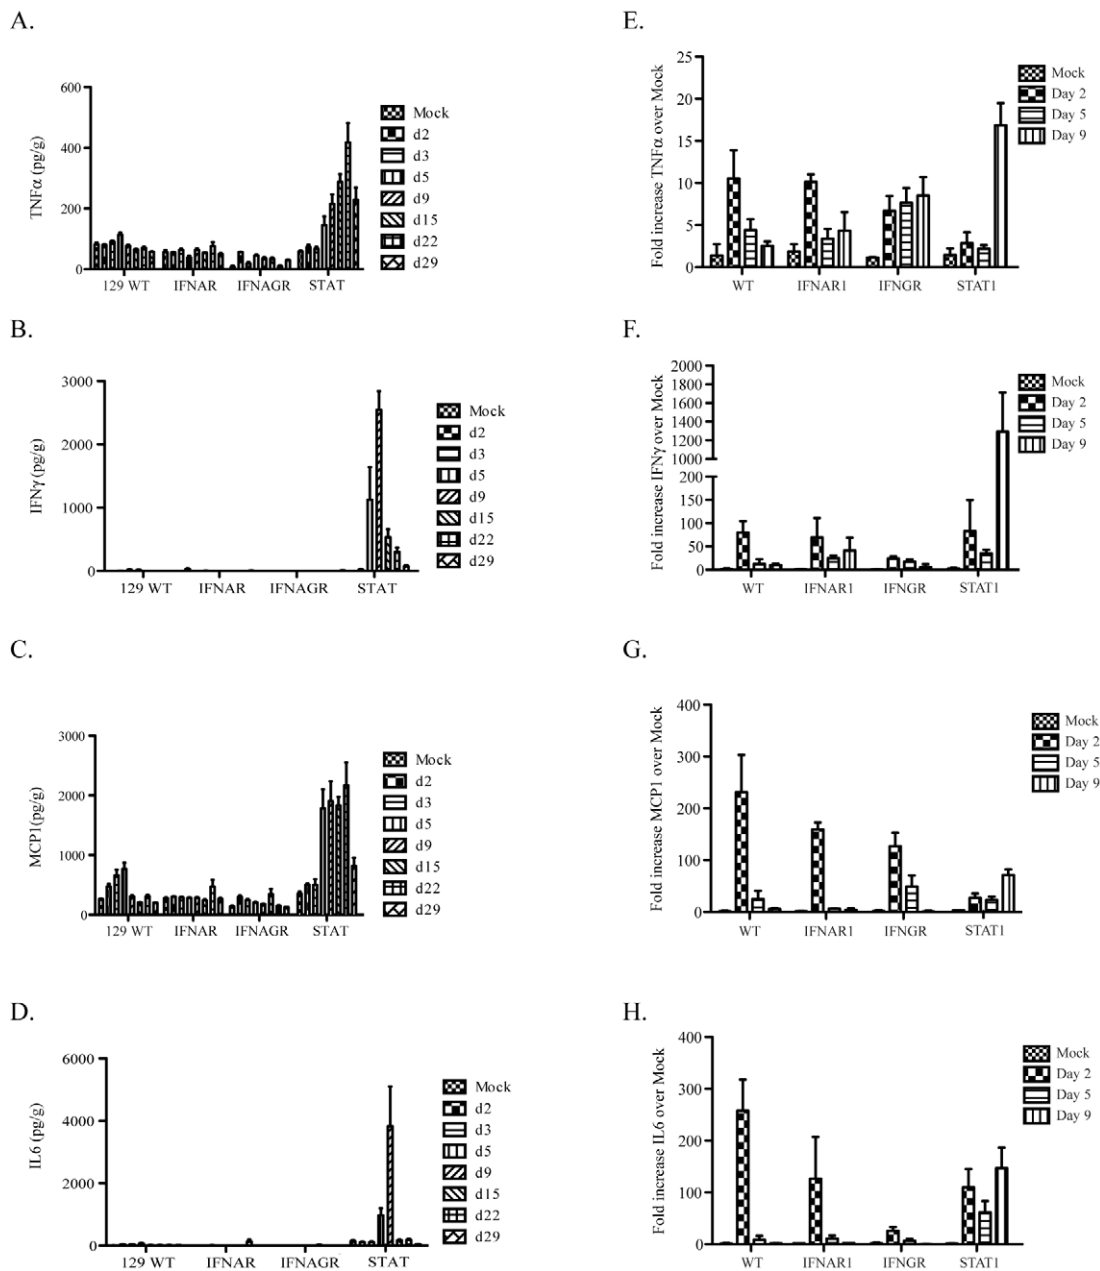 A.
TNFα (pg/g)
600
400
200
0
129 WT IFNAR IFNAGR STAT
Mock
d2
d3
d5
d9
d15
d22
d29
E.
Fold increase TNFα over Mock
25
20
15
10
5
0
WT IFNAR1 IFNGR STAT1
Mock
Day 2
Day 5
Day 9
B.
IFNγ (pg/g)
3000
2000
1000
0
129 WT IFNAR IFNAGR STAT
Mock
d2
d3
d5
d9
d15
d22
d29
F.
Fold increase IFNγ over Mock
2000
1800
1600
1400
1200
1000
200
150
100
50
0
WT IFNAR1 IFNGR STAT1
Mock
Day 2
Day 5
Day 9
C.
MCP1(pg/g)
3000
2000
1000
0
129 WT IFNAR IFNAGR STAT
Mock
d2
d3
d5
d9
d15
d22
d29
G.
Fold increase MCP1 over Mock
400
300
200
100
0
WT IFNAR1 IFNGR STAT1
Mock
Day 2
Day 5
Day 9
D.
IL6 (pg/g)
6000
4000
2000
0
129 WT IFNAR IFNAGR STAT
Mock
d2
d3
d5
d9
d15
d22
d29
H.
Fold increase IL6 over Mock
400
300
200
100
0
WT IFNAR1 IFNGR STAT1
Mock
Day 2
Day 5
Day 9